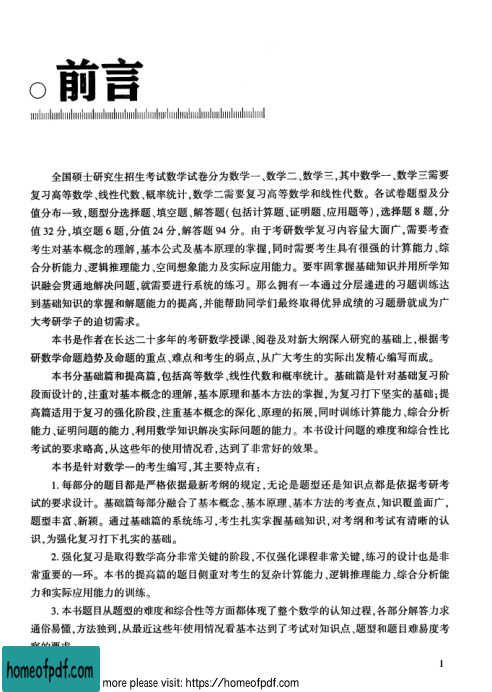 前言
全国硕士研究生招生考试数学试卷分为数学一、数学二、数学三,其中数学一、数学三需要
复习高等数学、线性代数、概率统计,数学二需要复习高等数学和线性代数。各试卷题型及分
值分布一致,题型分选择题、填空题、解答题(包括计算题、证明题、应用题等),选择题 8 题,分
值 32 分,填空题 6 题,分值 24 分,解答题 94 分。由于考研数学复习内容量大面广,需要考查
考生对基本概念的理解,基本公式及基本原理的掌握,同时需要考生具有很强的计算能力、综
合分析能力、逻辑推理能力、空间想象能力及实际应用能力。要牢固掌握基础知识并用所学知
识融会贯通地解决问题,就需要进行系统的练习。那么拥有一本通过分层递进的习题训练达
到基础知识的掌握和解题能力的提高,并能帮助同学们最终取得优异成绩的习题册就成为广
大考研学子的迫切需求。
本书是作者在长达二十多年的考研数学授课、阅卷及对新大纲深入研究的基础上,根据考
研数学命题趋势及命题的重点、难点和考生的弱点,从广大考生的实际出发精心编写而成。
本书分基础篇和提高篇,包括高等数学、线性代数和概率统计。基础篇是针对基础复习阶
段而设计的,注重对基本概念的理解,基本原理和基本方法的掌握,为复习打下坚实的基础;提
高篇适用于复习的强化阶段,注重基本概念的深化、原理的拓展,同时训练计算能力、综合分析
能力、证明问题的能力、利用数学知识解决实际问题的能力。本书设计问题的难度和综合性比
考试的要求略高,从这些年的使用情况看,达到了非常好的效果。
本书是针对数学一的考生编写,其主要特点有:
1. 每部分的题目都是严格依据最新考纲的规定,无论是题型还是知识点都是依据考研考
试的要求设计。基础篇每部分融合了基本概念、基本原理、基本方法的考查点,知识覆盖面广,
题型丰富、新颖。通过基础篇的系统练习,考生扎实掌握基础知识,对考纲和考试有清晰的认
识,为强化复习打下扎实的基础。
2. 强化复习是取得数学高分非常关键的阶段,不仅强化课程非常关键,练习的设计也是非
常重要的一环。本书的提高篇的题目侧重对考生的复杂计算能力、逻辑推理能力、综合分析能
力和实际应用能力的训练。
3. 本书题目从题型的难度和综合性等方面都体现了整个数学的认知过程,各部分解答力求
通俗易懂,方法独到,从最近这些年使用情况看基本达到了考试对知识点、题型和题目难易度考
1
homeofpdf.com
more please visit: https://homeofpdf.com